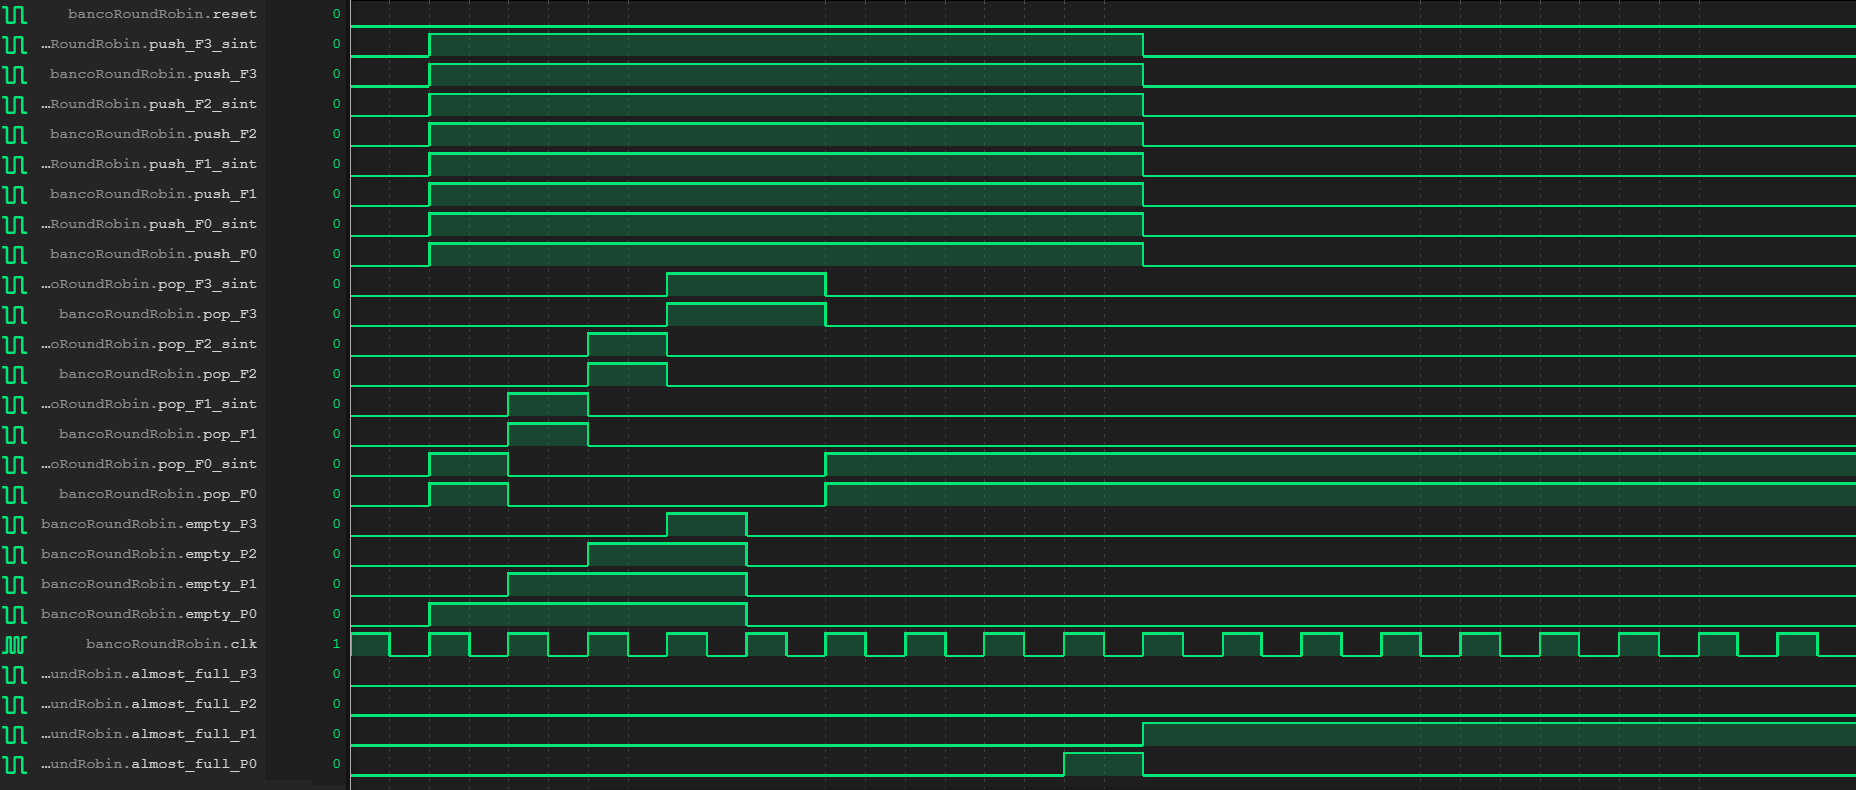 bancoRoundRobin.reset 0
…RoundRobin.push_F3_sint 0
bancoRoundRobin.push_F3 0
…RoundRobin.push_F2_sint 0
bancoRoundRobin.push_F2 0
…RoundRobin.push_F1_sint 0
bancoRoundRobin.push_F1 0
…RoundRobin.push_F0_sint 0
bancoRoundRobin.push_F0 0
…oRoundRobin.pop_F3_sint 0
bancoRoundRobin.pop_F3 0
…oRoundRobin.pop_F2_sint 0
bancoRoundRobin.pop_F2 0
…oRoundRobin.pop_F1_sint 0
bancoRoundRobin.pop_F1 0
…oRoundRobin.pop_F0_sint 0
bancoRoundRobin.pop_F0 0
bancoRoundRobin.empty_P3 0
bancoRoundRobin.empty_P2 0
bancoRoundRobin.empty_P1 0
bancoRoundRobin.empty_P0 0
bancoRoundRobin.clk 1
…undRobin.almost_full_P3 0
…undRobin.almost_full_P2 0
…undRobin.almost_full_P1 0
…undRobin.almost_full_P0 0